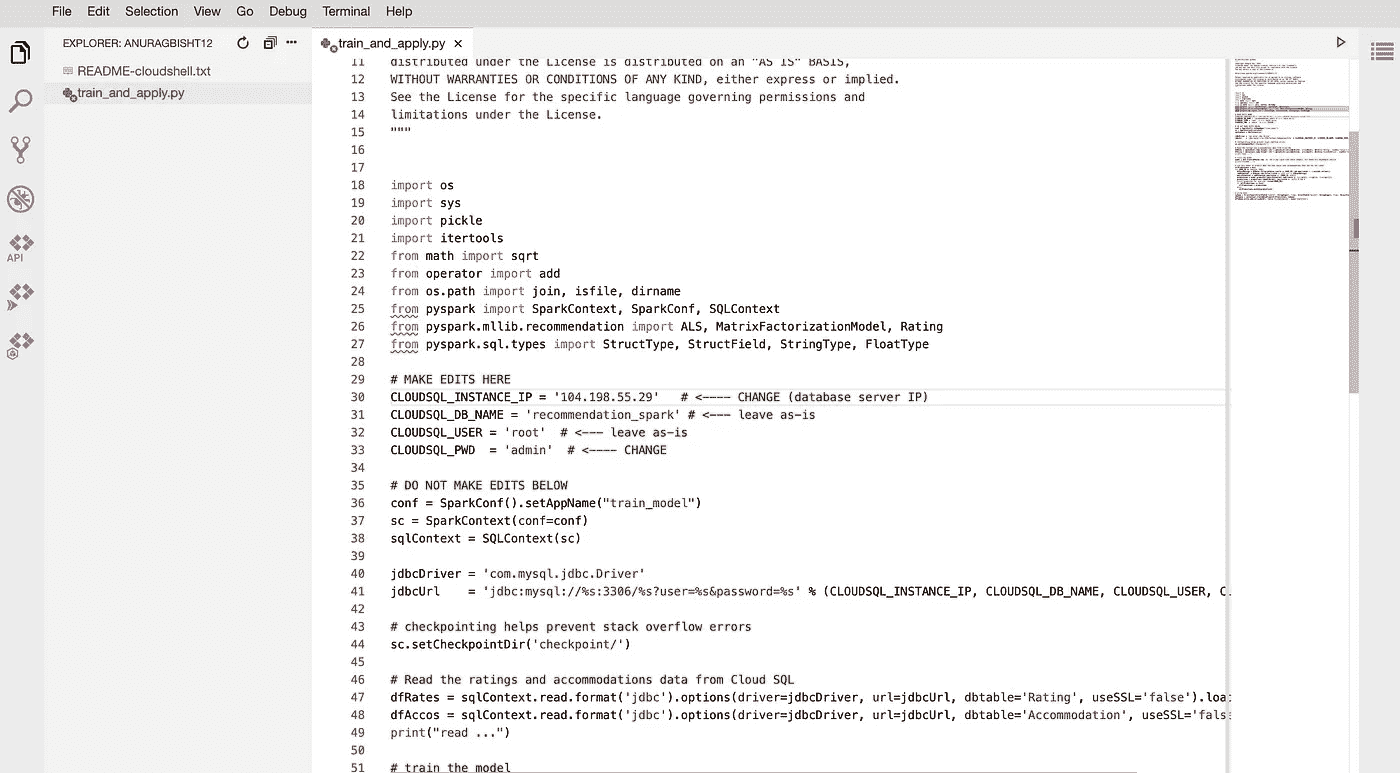 File Edit Selection View Go Debug Terminal Help
EXPLORER: ANURAGBISHT12
README-cloudshell.txt
train_and_apply.py
API
train_and_apply.py
11 distributed under the License is distributed on an "AS IS" BASIS,
12 WITHOUT WARRANTIES OR CONDITIONS OF ANY KIND, either express or implied.
13 See the License for the specific language governing permissions and
14 limitations under the License.
15 """
16
17
18 import os
19 import sys
20 import pickle
21 import itertools
22 from math import sqrt
23 from operator import add
24 from os.path import join, isfile, dirname
25 from pyspark import SparkContext, SparkConf, SQLContext
26 from pyspark.mllib.recommendation import ALS, MatrixFactorizationModel, Rating
27 from pyspark.sql.types import StructType, StructField, StringType, FloatType
28
29 # MAKE EDITS HERE
30 CLOUDSQL_INSTANCE_IP = '104.198.55.29'   # <---- CHANGE (database server IP)
31 CLOUDSQL_DB_NAME = 'recommendation_spark' # <--- leave as-is
32 CLOUDSQL_USER = 'root'  # <--- leave as-is
33 CLOUDSQL_PWD  = 'admin'  # <---- CHANGE
34
35 # DO NOT MAKE EDITS BELOW
36 conf = SparkConf().setAppName("train_model")
37 sc = SparkContext(conf=conf)
38 sqlContext = SQLContext(sc)
39
40 jdbcDriver = 'com.mysql.jdbc.Driver'
41 jdbcUrl    = 'jdbc:mysql://%s:3306/%s?user=%s&password=%s' % (CLOUDSQL_INSTANCE_IP, CLOUDSQL_DB_NAME, CLOUDSQL_USER, C
42
43 # checkpointing helps prevent stack overflow errors
44 sc.setCheckpointDir('checkpoint/')
45
46 # Read the ratings and accommodations data from Cloud SQL
47 dfRates = sqlContext.read.format('jdbc').options(driver=jdbcDriver, url=jdbcUrl, dbtable='Rating', useSSL='false').loa
48 dfAccos = sqlContext.read.format('jdbc').options(driver=jdbcDriver, url=jdbcUrl, dbtable='Accommodation', useSSL='fals
49 print("read ...")
50
51 # train the model